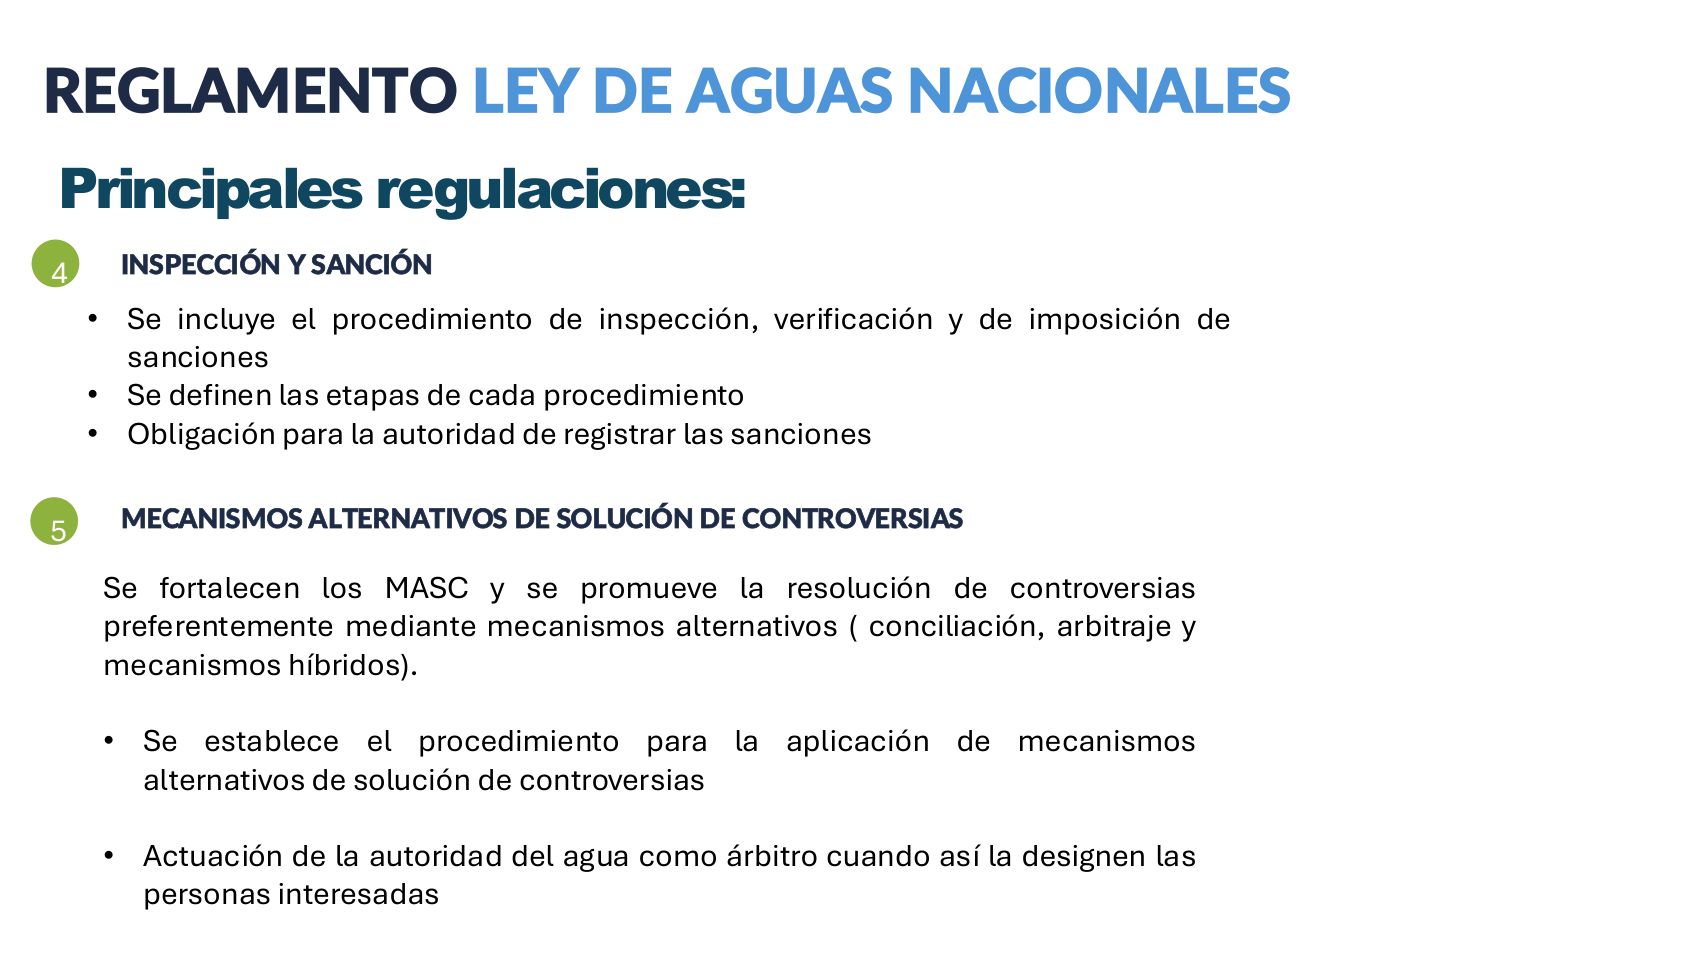 REGLAMENTO LEY DE AGUAS NACIONALES
Principales regulaciones:
4 INSPECCIÓN Y SANCIÓN
• Se incluye el procedimiento de inspección, verificación y de imposición de
sanciones
• Se definen las etapas de cada procedimiento
• Obligación para la autoridad de registrar las sanciones
5 MECANISMOS ALTERNATIVOS DE SOLUCIÓN DE CONTROVERSIAS
Se fortalecen los MASC y se promueve la resolución de controversias
preferentemente mediante mecanismos alternativos ( conciliación, arbitraje y
mecanismos híbridos).
• Se establece el procedimiento para la aplicación de mecanismos
alternativos de solución de controversias
• Actuación de la autoridad del agua como árbitro cuando así la designen las
personas interesadas